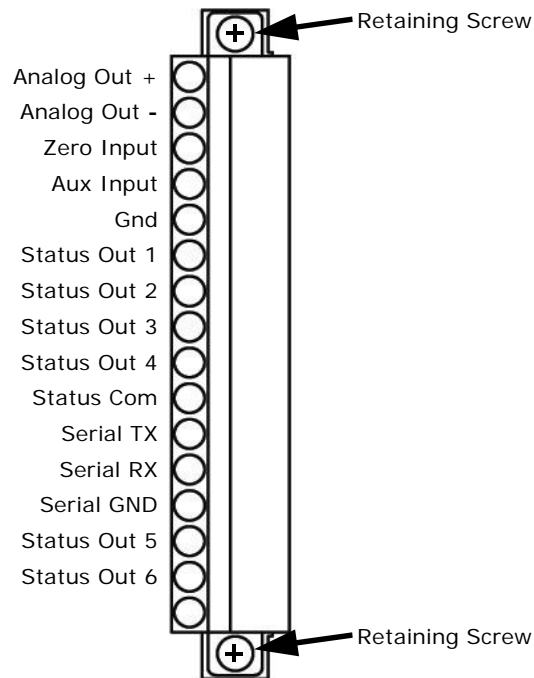 Retaining Screw
Analog Out +
Analog Out -
Zero Input
Aux Input
Gnd
Status Out 1
Status Out 2
Status Out 3
Status Out 4
Status Com
Serial TX
Serial RX
Serial GND
Status Out 5
Status Out 6
Retaining Screw